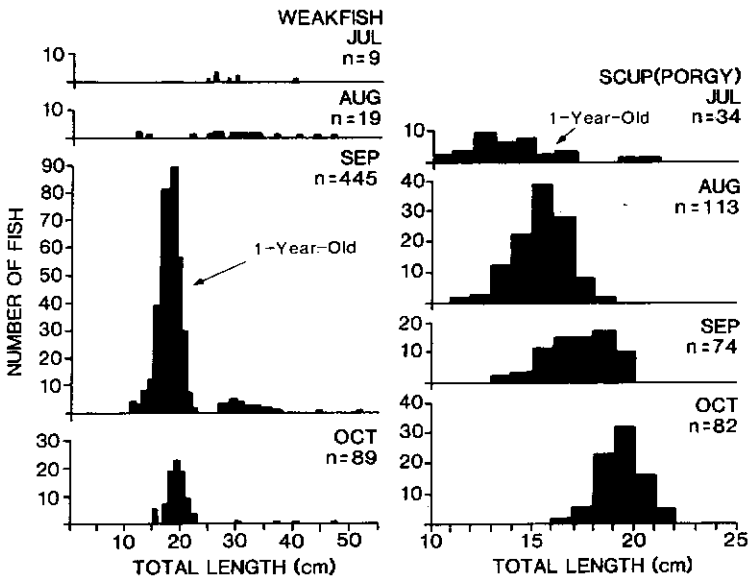 WEAKFISH
JUL
n=9
10
AUG
n=19
10
SEP
n=445
90
80
70
60
50
40
30
20
10
1-Year-Old
OCT
n=89
30
20
10
10 20 30 40 50
TOTAL LENGTH (cm)
NUMBER OF FISH
SCUP(PORGY)
JUL
n=34
10
1-Year-Old
AUG
n=113
40
30
20
10
SEP
n=74
20
10
OCT
n=82
40
30
20
10
10 15 20 25
TOTAL LENGTH (cm)